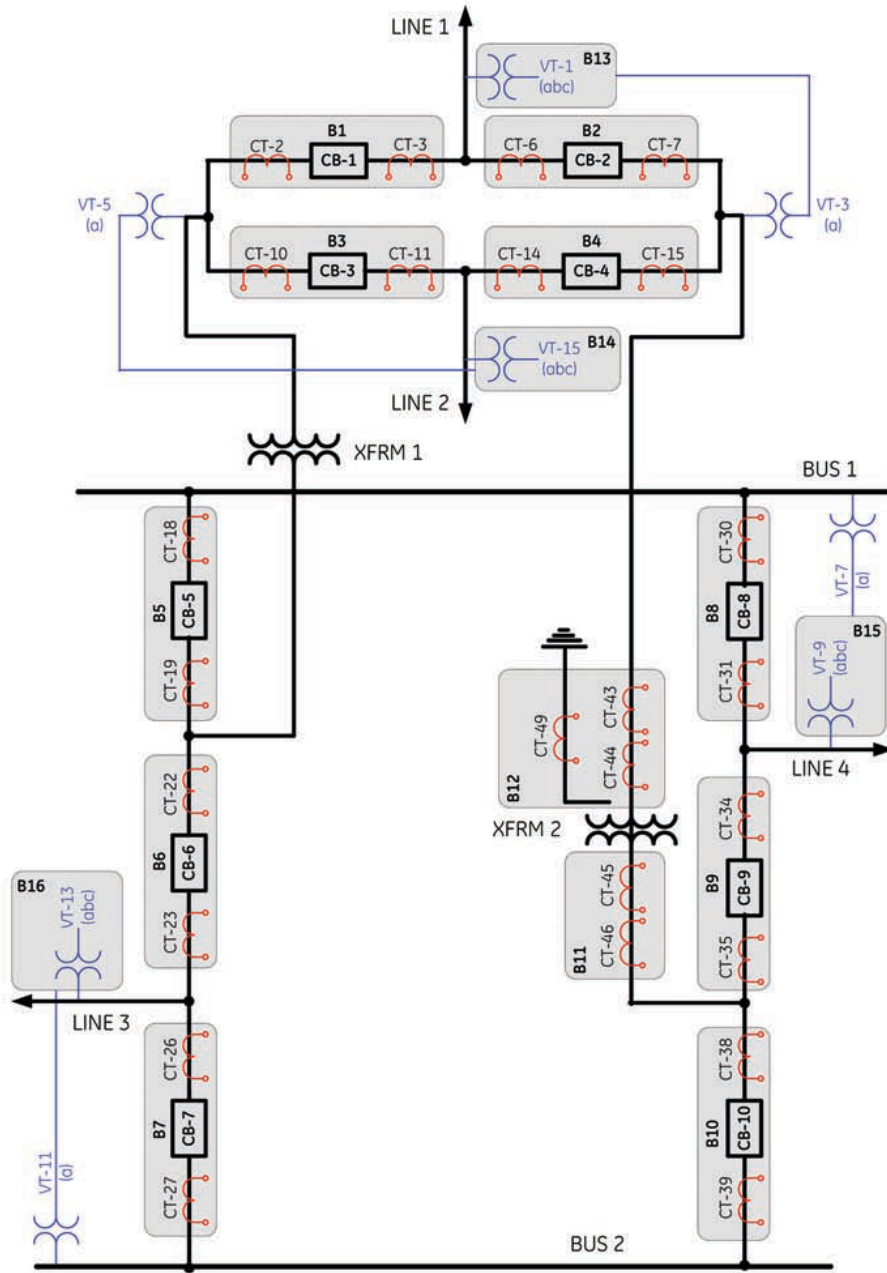 LINE 1
VT-1
(abc)
B13
B1
CT-2
CB-1
CT-3
B2
CT-6
CB-2
CT-7
VT-5
(a)
VT-3
(a)
B3
CT-10
CB-3
CT-11
B4
CT-14
CB-4
CT-15
VT-15
(abc)
B14
LINE 2
XFRM 1
BUS 1
CT-18
B5
CB-5
CT-19
CT-30
B8
CB-8
CT-31
VT-7
(a)
B15
VT-9
(abc)
LINE 4
CT-49
CT-43
CT-44
B12
XFRM 2
CT-22
B6
CB-6
CT-23
CT-34
B9
CB-9
CT-35
CT-45
CT-46
B11
B16
VT-13
(abc)
LINE 3
CT-26
B7
CB-7
CT-27
CT-38
B10
CB-10
CT-39
VT-11
(a)
BUS 2